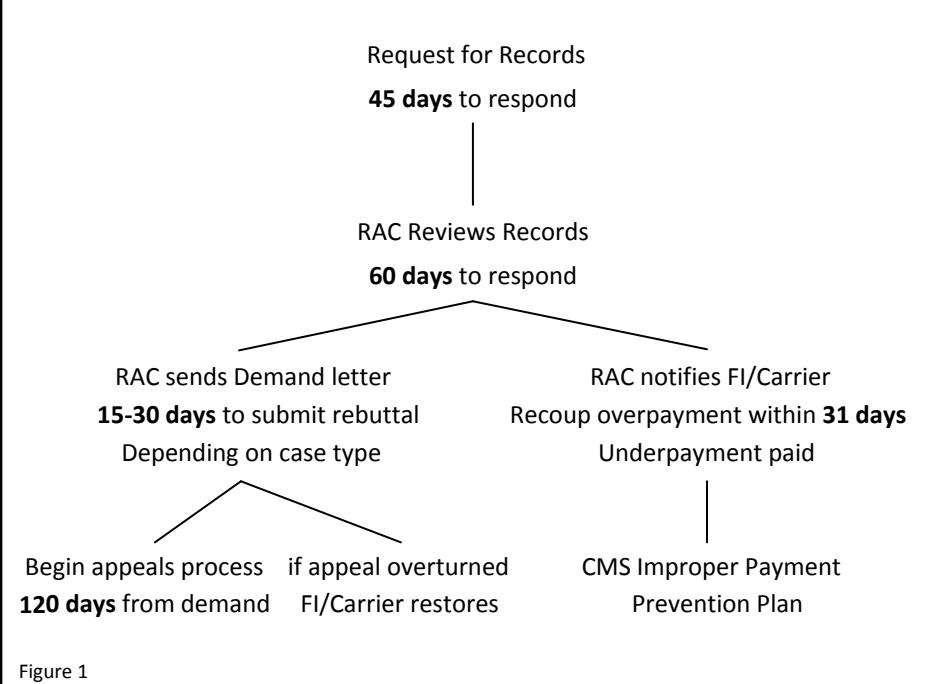 Request for Records
45 days to respond
RAC Reviews Records
60 days to respond
RAC sends Demand letter
15-30 days to submit rebuttal
Depending on case type
RAC notifies FI/Carrier
Recoup overpayment within 31 days
Underpayment paid
Begin appeals process
120 days from demand
if appeal overturned
FI/Carrier restores
CMS Improper Payment
Prevention Plan
Figure 1